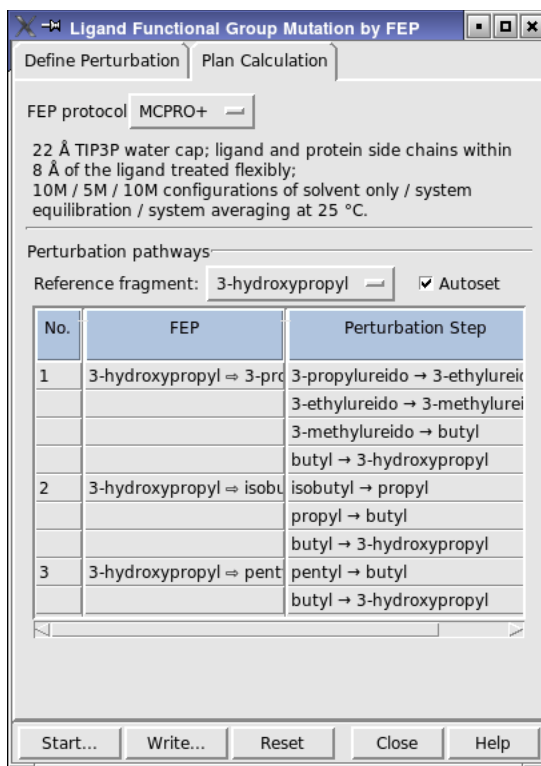 Ligand Functional Group Mutation by FEP
Define Perturbation Plan Calculation
FEP protocol MCPRO+
22 Å TIP3P water cap; ligand and protein side chains within
8 Å of the ligand treated flexibly;
10M / 5M / 10M configurations of solvent only / system
equilibration / system averaging at 25 °C.
Perturbation pathways
Reference fragment: 3-hydroxypropyl Autoset
No. FEP Perturbation Step
1 3-hydroxypropyl ⇨ 3-pro 3-propylureido → 3-ethylureid
3-ethylureido → 3-methylurei
3-methylureido → butyl
butyl → 3-hydroxypropyl
2 3-hydroxypropyl ⇨ isobu isobutyl → propyl
propyl → butyl
butyl → 3-hydroxypropyl
3 3-hydroxypropyl ⇨ pent pentyl → butyl
butyl → 3-hydroxypropyl
Start... Write... Reset Close Help